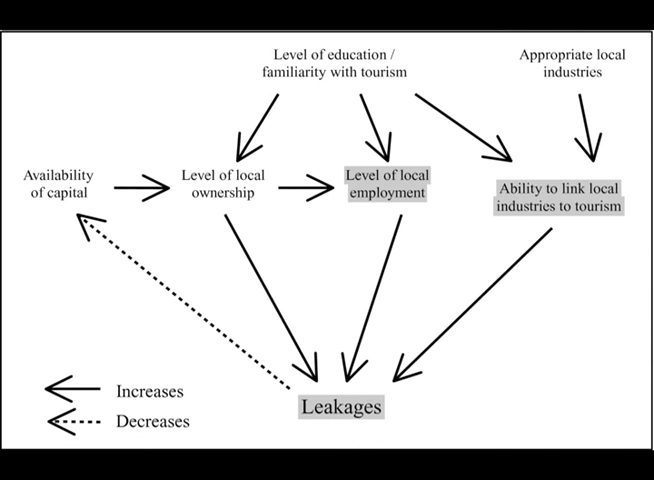 Level of education /
familiarity with tourism
Appropriate local
industries
Availability
of capital
Level of local
ownership
Level of local
employment
Ability to link local
industries to tourism
Leakages
Increases
Decreases